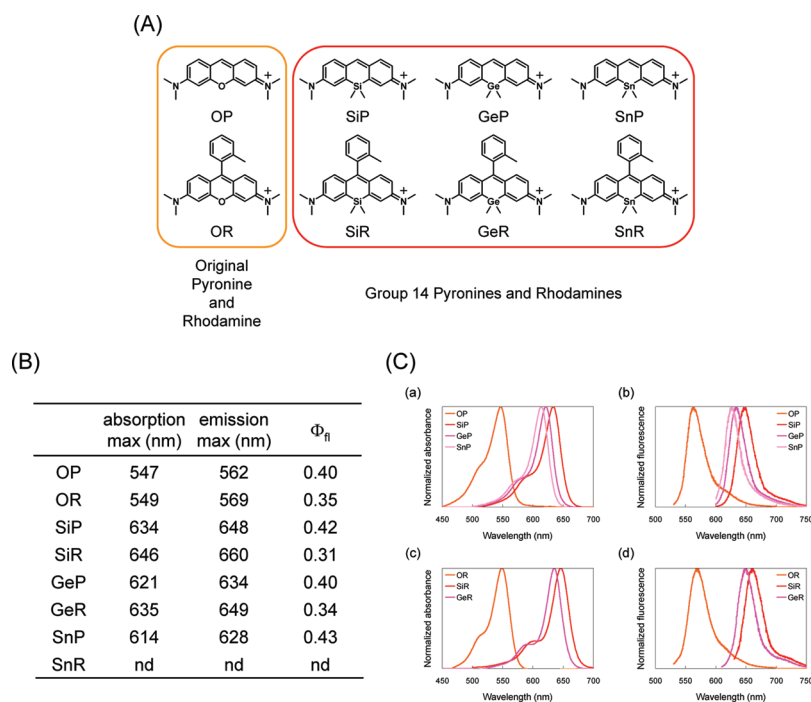 (A)
N
O
N
+
OP
N
Si
N
+
SiP
N
Ge
N
+
GeP
N
Sn
N
+
SnP
N
O
N
+
OR
N
Si
N
+
SiR
N
Ge
N
+
GeR
N
Sn
N
+
SnR
Original
Pyronine
and
Rhodamine
Group 14 Pyronines and Rhodamines
(B)
absorption max (nm) emission max (nm) Φfl
OP 547 562 0.40
OR 549 569 0.35
SiP 634 648 0.42
SiR 646 660 0.31
GeP 621 634 0.40
GeR 635 649 0.34
SnP 614 628 0.43
SnR nd nd nd
(C)
(a)
Normalized absorbance
OP
SiP
GeP
SnP
450 500 550 600 650 700
Wavelength (nm)
(b)
Normalized fluorescence
OP
SiP
GeP
SnP
500 550 600 650 700 750
Wavelength (nm)
(c)
Normalized absorbance
OR
SiR
GeR
450 500 550 600 650 700
Wavelength (nm)
(d)
Normalized fluorescence
OR
SiR
GeR
500 550 600 650 700 750
Wavelength (nm)